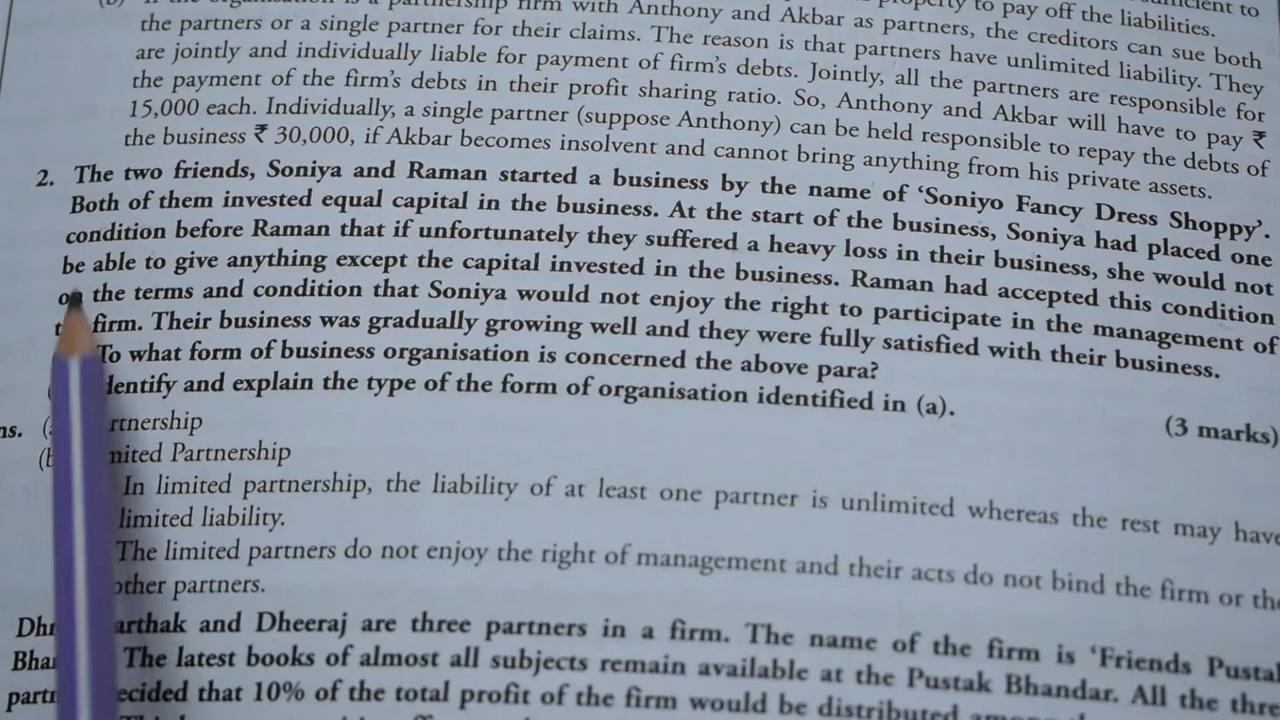 (b) If the organisation is a partnership firm with Anthony and Akbar as partners, the creditors can sue both
property to pay off the liabilities.
the partners or a single partner for their claims. The reason is that partners have unlimited liability. They
are jointly and individually liable for payment of firm's debts. Jointly, all the partners are responsible for
the payment of the firm's debts in their profit sharing ratio. So, Anthony and Akbar will have to pay ₹
15,000 each. Individually, a single partner (suppose Anthony) can be held responsible to repay the debts of
the business ₹ 30,000, if Akbar becomes insolvent and cannot bring anything from his private assets.
2. The two friends, Soniya and Raman started a business by the name of 'Soniyo Fancy Dress Shoppy'.
Both of them invested equal capital in the business. At the start of the business, Soniya had placed one
condition before Raman that if unfortunately they suffered a heavy loss in their business, she would not
be able to give anything except the capital invested in the business. Raman had accepted this condition
on the terms and condition that Soniya would not enjoy the right to participate in the management of
firm. Their business was gradually growing well and they were fully satisfied with their business.
To what form of business organisation is concerned the above para?
dentify and explain the type of the form of organisation identified in (a).
(3 marks)
ns. rtnership
nited Partnership
In limited partnership, the liability of at least one partner is unlimited whereas the rest may have
limited liability.
The limited partners do not enjoy the right of management and their acts do not bind the firm or the
other partners.
arthak and Dheeraj are three partners in a firm. The name of the firm is 'Friends Pusta
The latest books of almost all subjects remain available at the Pustak Bhandar. All the thre
ecided that 10% of the total profit of the firm would be distributed